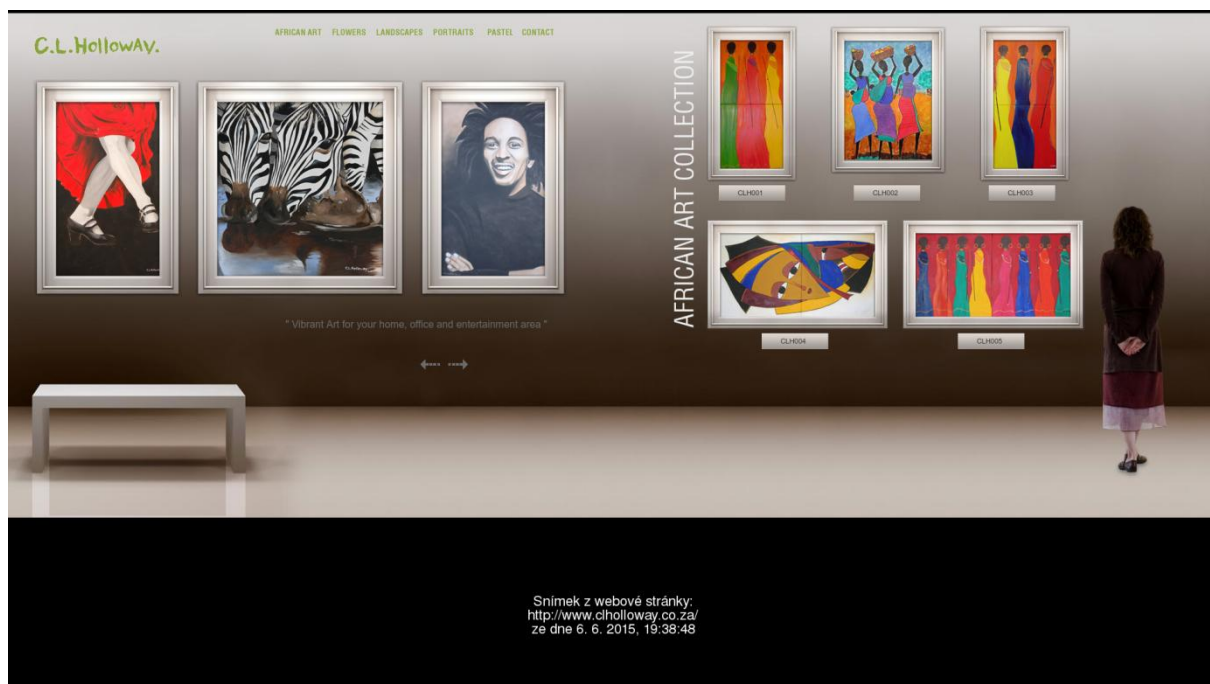 C.L.Holloway.
AFRICAN ART FLOWERS LANDSCAPES PORTRAITS PASTEL CONTACT
" Vibrant Art for your home, office and entertainment area "
AFRICAN ART COLLECTION
CLH001
CLH002
CLH003
CLH004
CLH005
Snímek z webové stránky:
http://www.clholloway.co.za/
ze dne 6. 6. 2015, 19:38:48